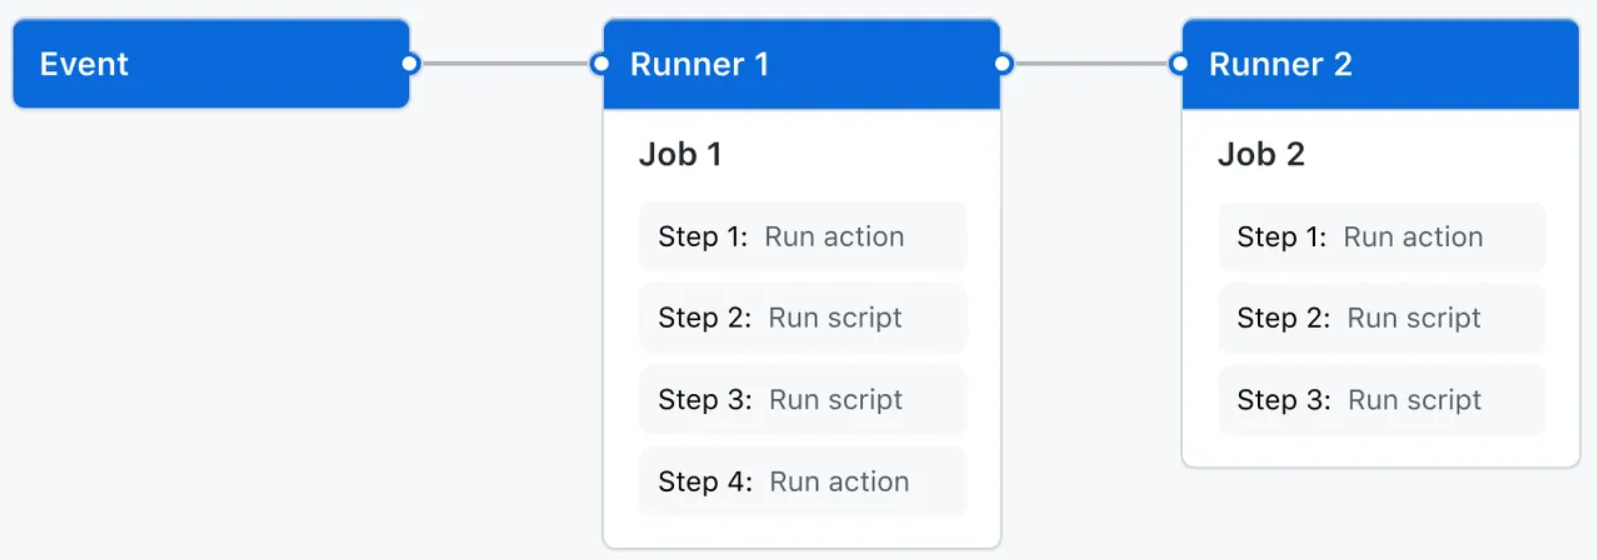 Event
Runner 1
Job 1
Step 1: Run action
Step 2: Run script
Step 3: Run script
Step 4: Run action
Runner 2
Job 2
Step 1: Run action
Step 2: Run script
Step 3: Run script